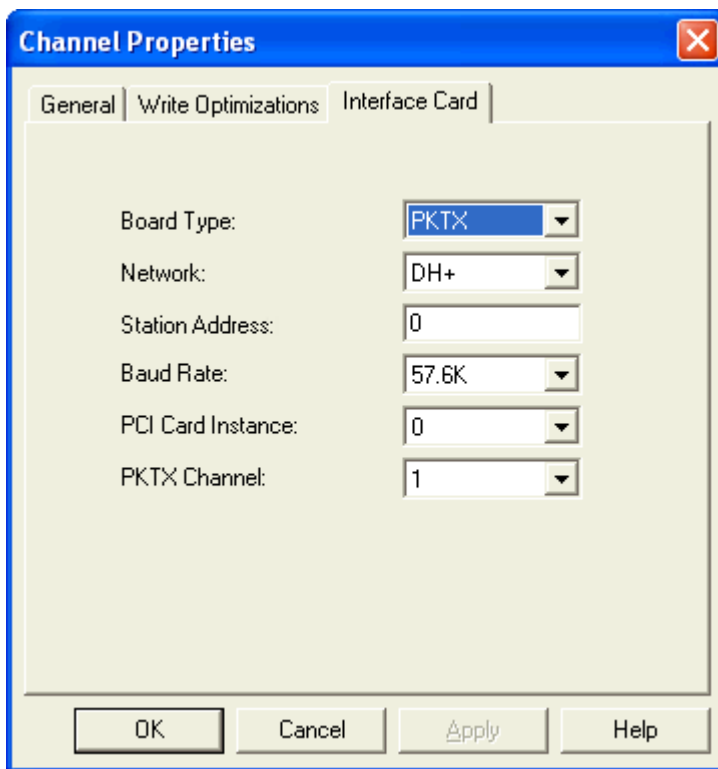 Channel Properties
General Write Optimizations Interface Card
Board Type: PKTX
Network: DH+
Station Address: 0
Baud Rate: 57.6K
PCI Card Instance: 0
PKTX Channel: 1
OK Cancel Apply Help